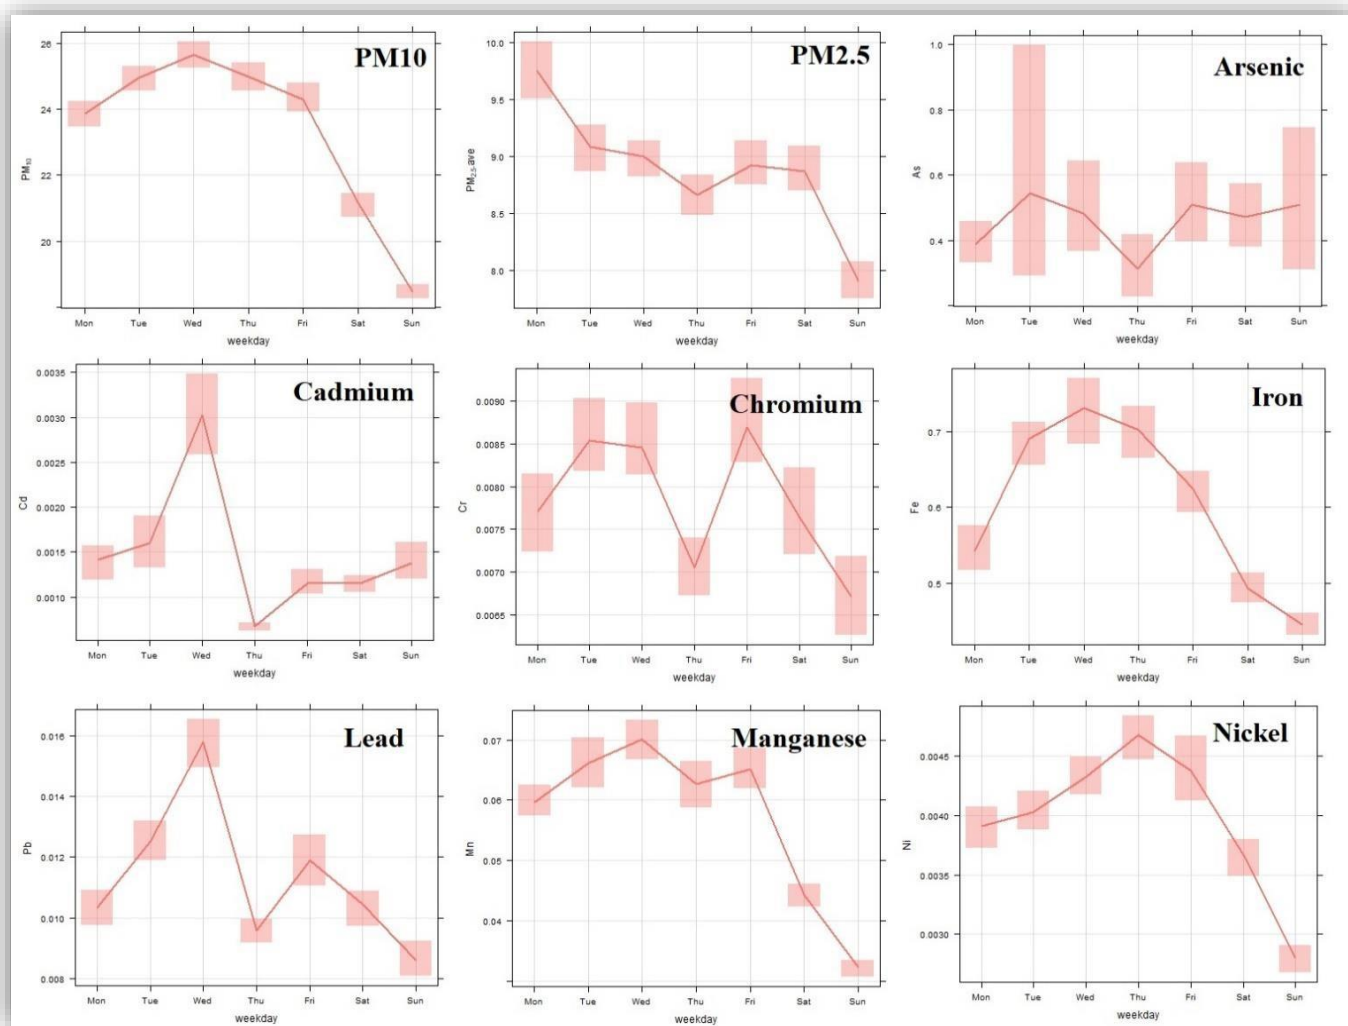 PM10
26
24
22
20
PM10
Mon Tue Wed Thu Fri Sat Sun
weekday
PM2.5
10.0
9.5
9.0
8.5
8.0
PM2.5 ave
Mon Tue Wed Thu Fri Sat Sun
weekday
Arsenic
1.0
0.8
0.6
0.4
As
Mon Tue Wed Thu Fri Sat Sun
weekday
Cadmium
0.0035
0.0030
0.0025
0.0020
0.0015
0.0010
Cd
Mon Tue Wed Thu Fri Sat Sun
weekday
Chromium
0.0090
0.0085
0.0080
0.0075
0.0070
0.0065
Cr
Mon Tue Wed Thu Fri Sat Sun
weekday
Iron
0.7
0.6
0.5
Fe
Mon Tue Wed Thu Fri Sat Sun
weekday
Lead
0.016
0.014
0.012
0.010
0.008
Pb
Mon Tue Wed Thu Fri Sat Sun
weekday
Manganese
0.07
0.06
0.05
0.04
Mn
Mon Tue Wed Thu Fri Sat Sun
weekday
Nickel
0.0045
0.0040
0.0035
0.0030
Ni
Mon Tue Wed Thu Fri Sat Sun
weekday